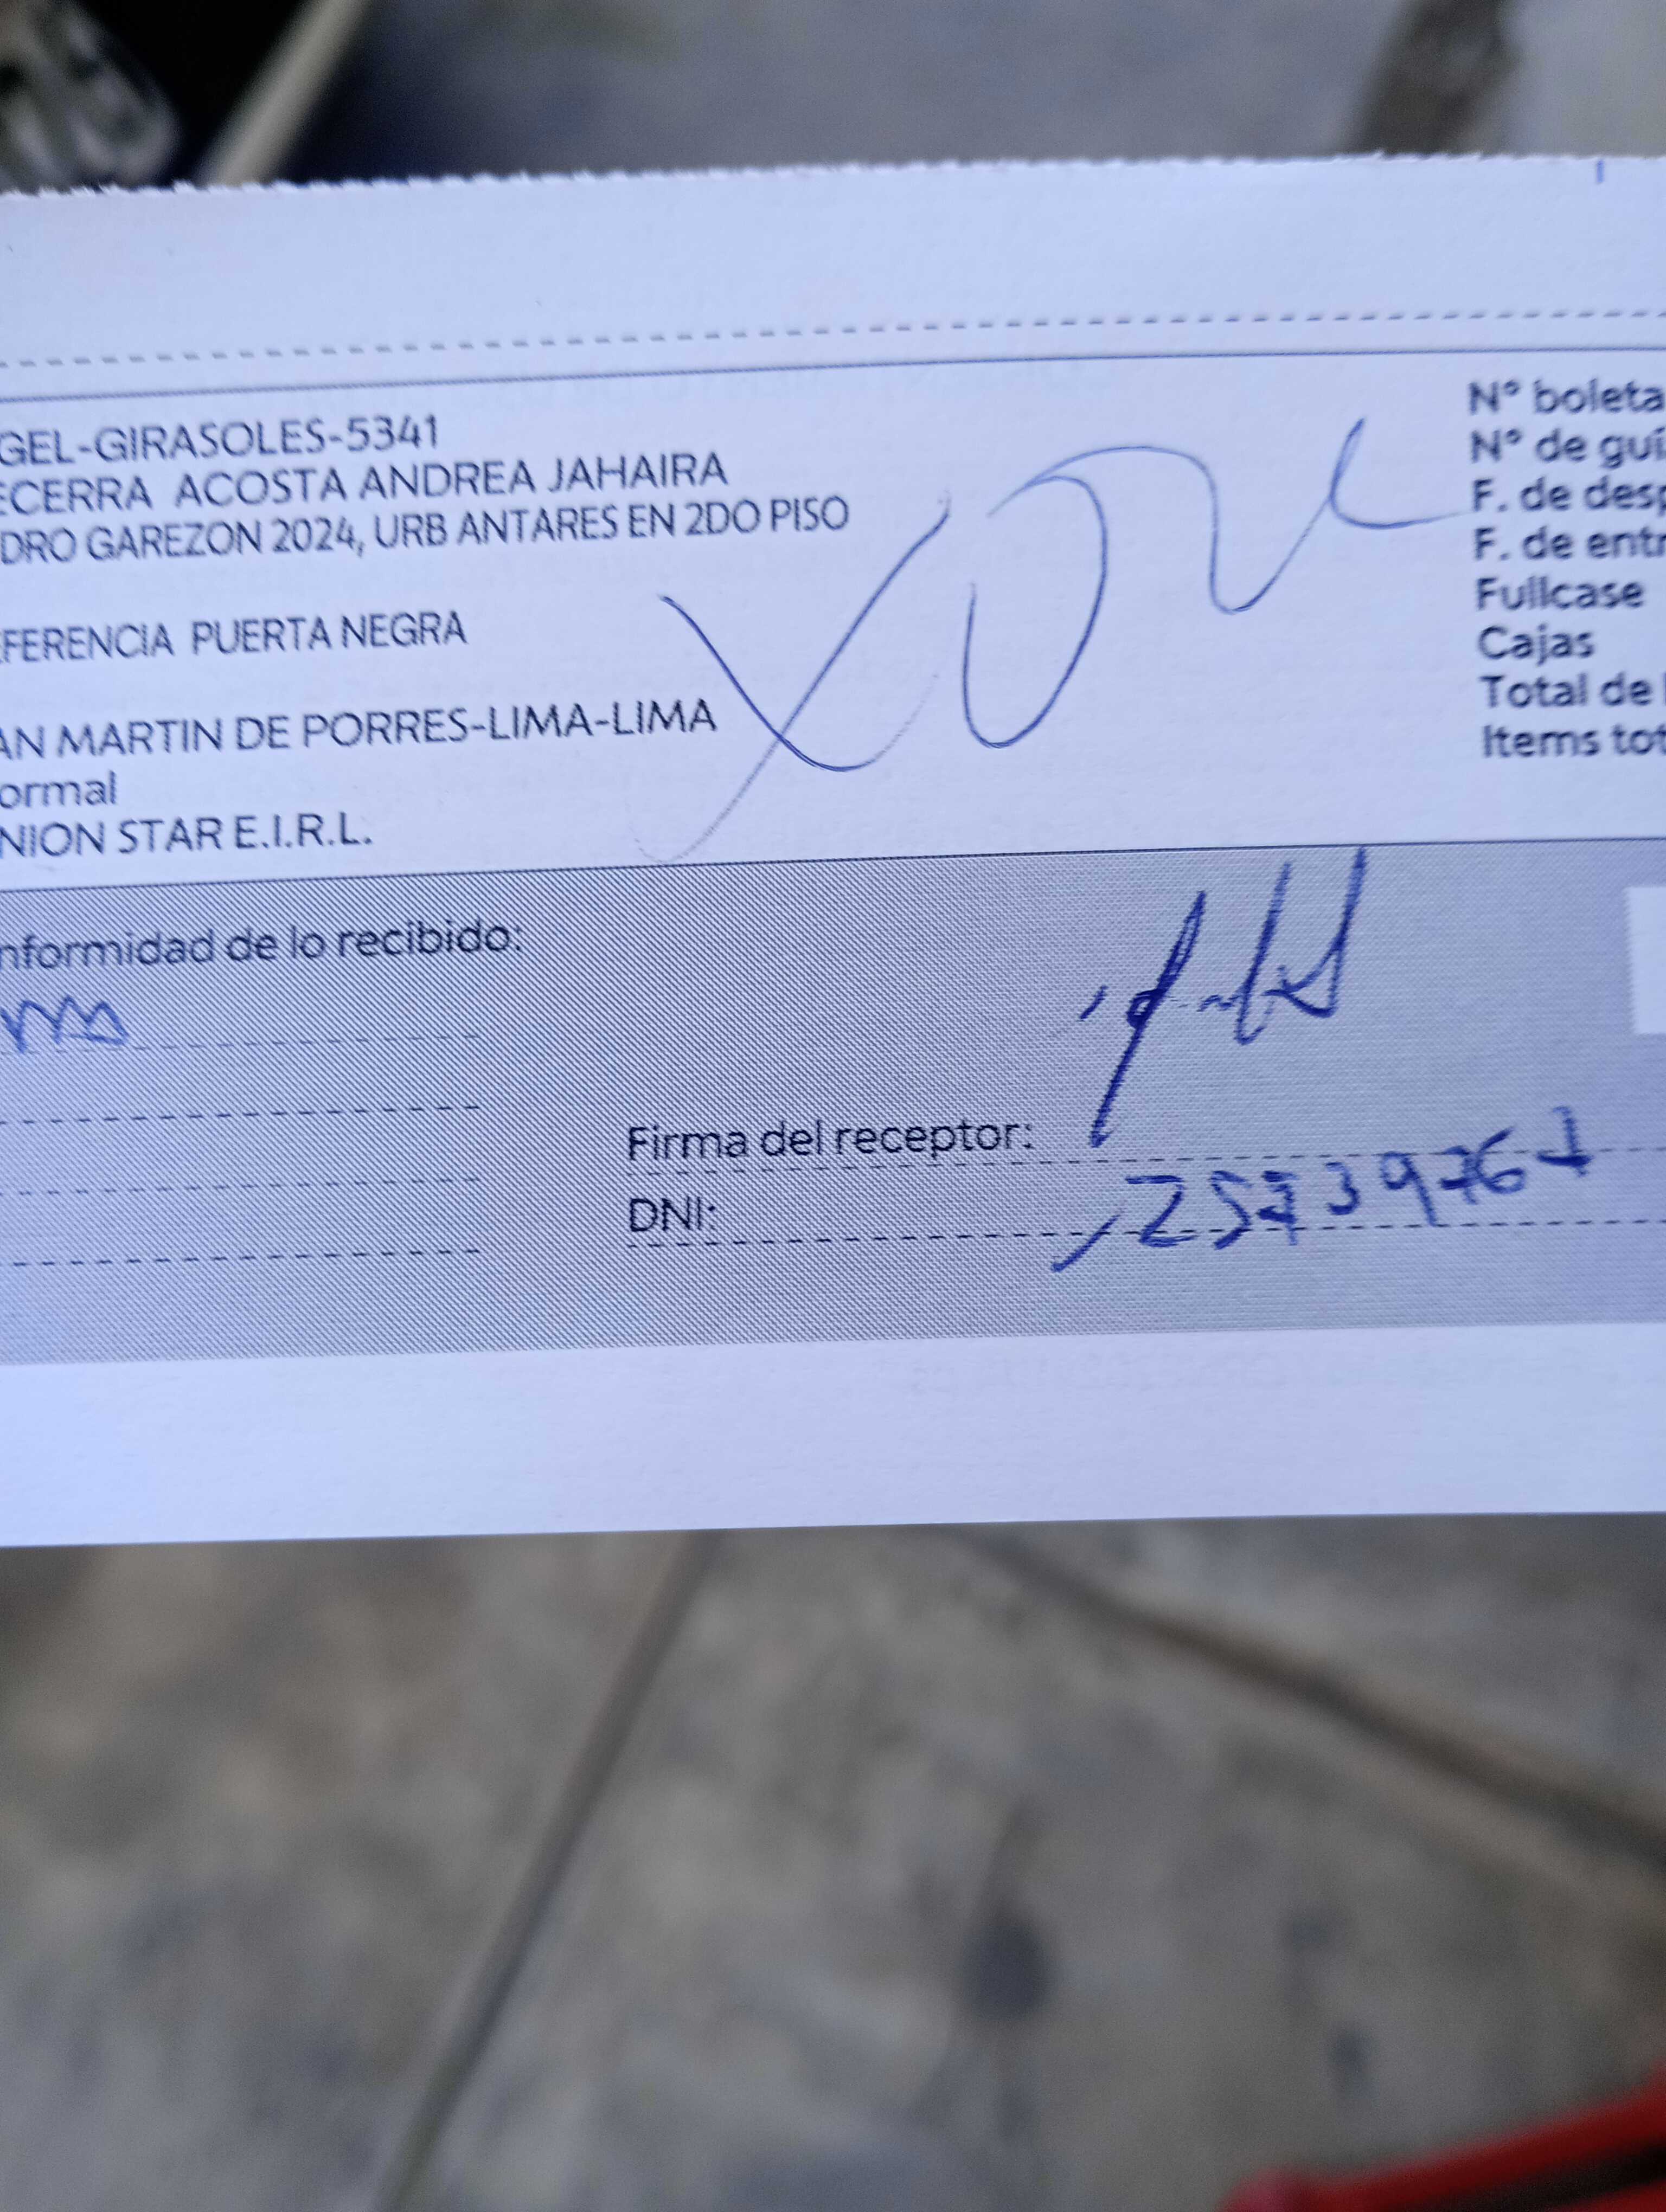 GEL-GIRASOLES-5341
ECERRA ACOSTA ANDREA JAHAIRA
DRO GAREZON 2024, URB ANTARES EN 2DO PISO
FERENCIA PUERTA NEGRA
AN MARTIN DE PORRES-LIMA-LIMA
ormal
NION STAR E.I.R.L.
N° boleta
N° de guí
F. de desp
F. de entr
Fullcase
Cajas
Total de
Items tot
nformidad de lo recibido:
Firma del receptor:
DNI: 25739761